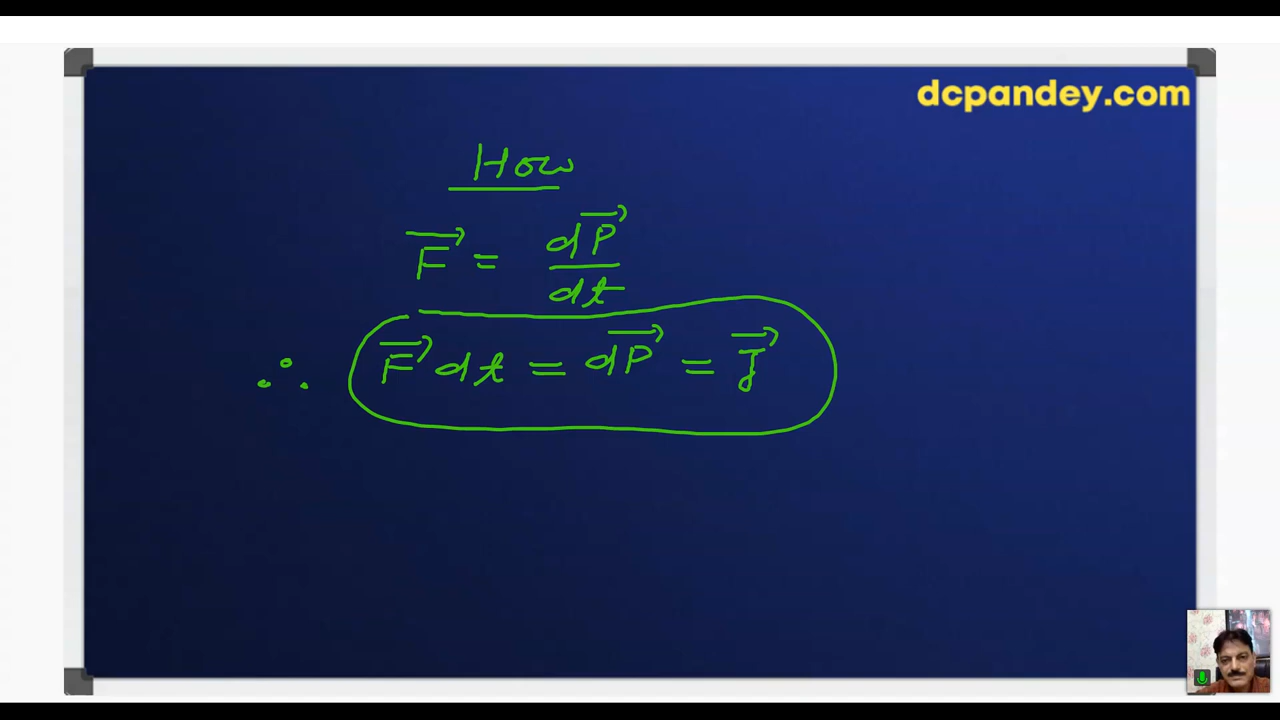 dcpandey.com
How
F⃗ = dP⃗/dt
∴ F⃗ dt = dP⃗ = J⃗